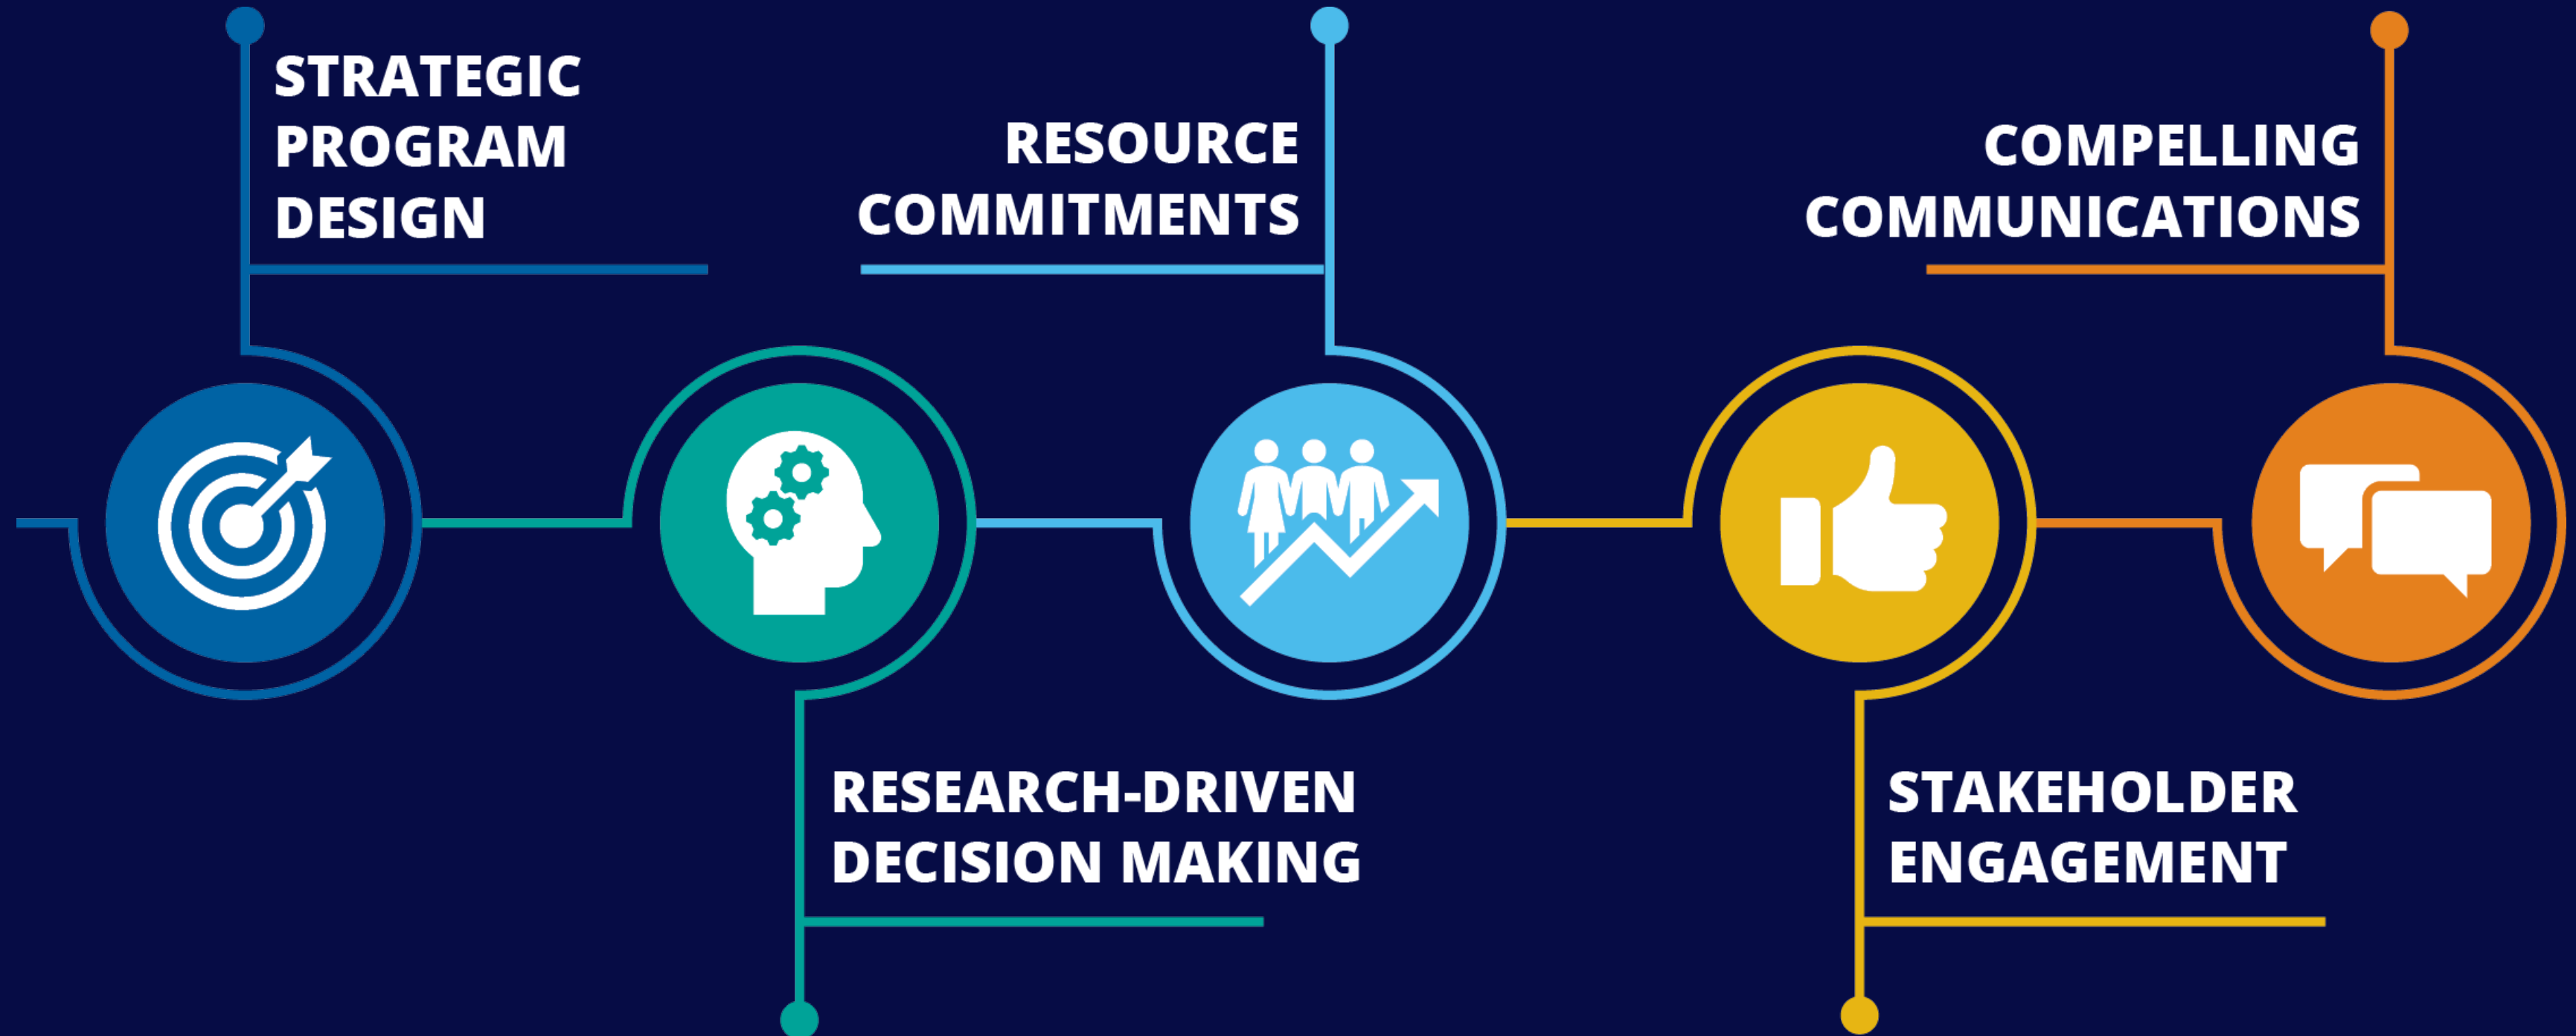 STRATEGIC
PROGRAM
DESIGN
RESEARCH-DRIVEN
DECISION MAKING
RESOURCE
COMMITMENTS
STAKEHOLDER
ENGAGEMENT
COMPELLING
COMMUNICATIONS